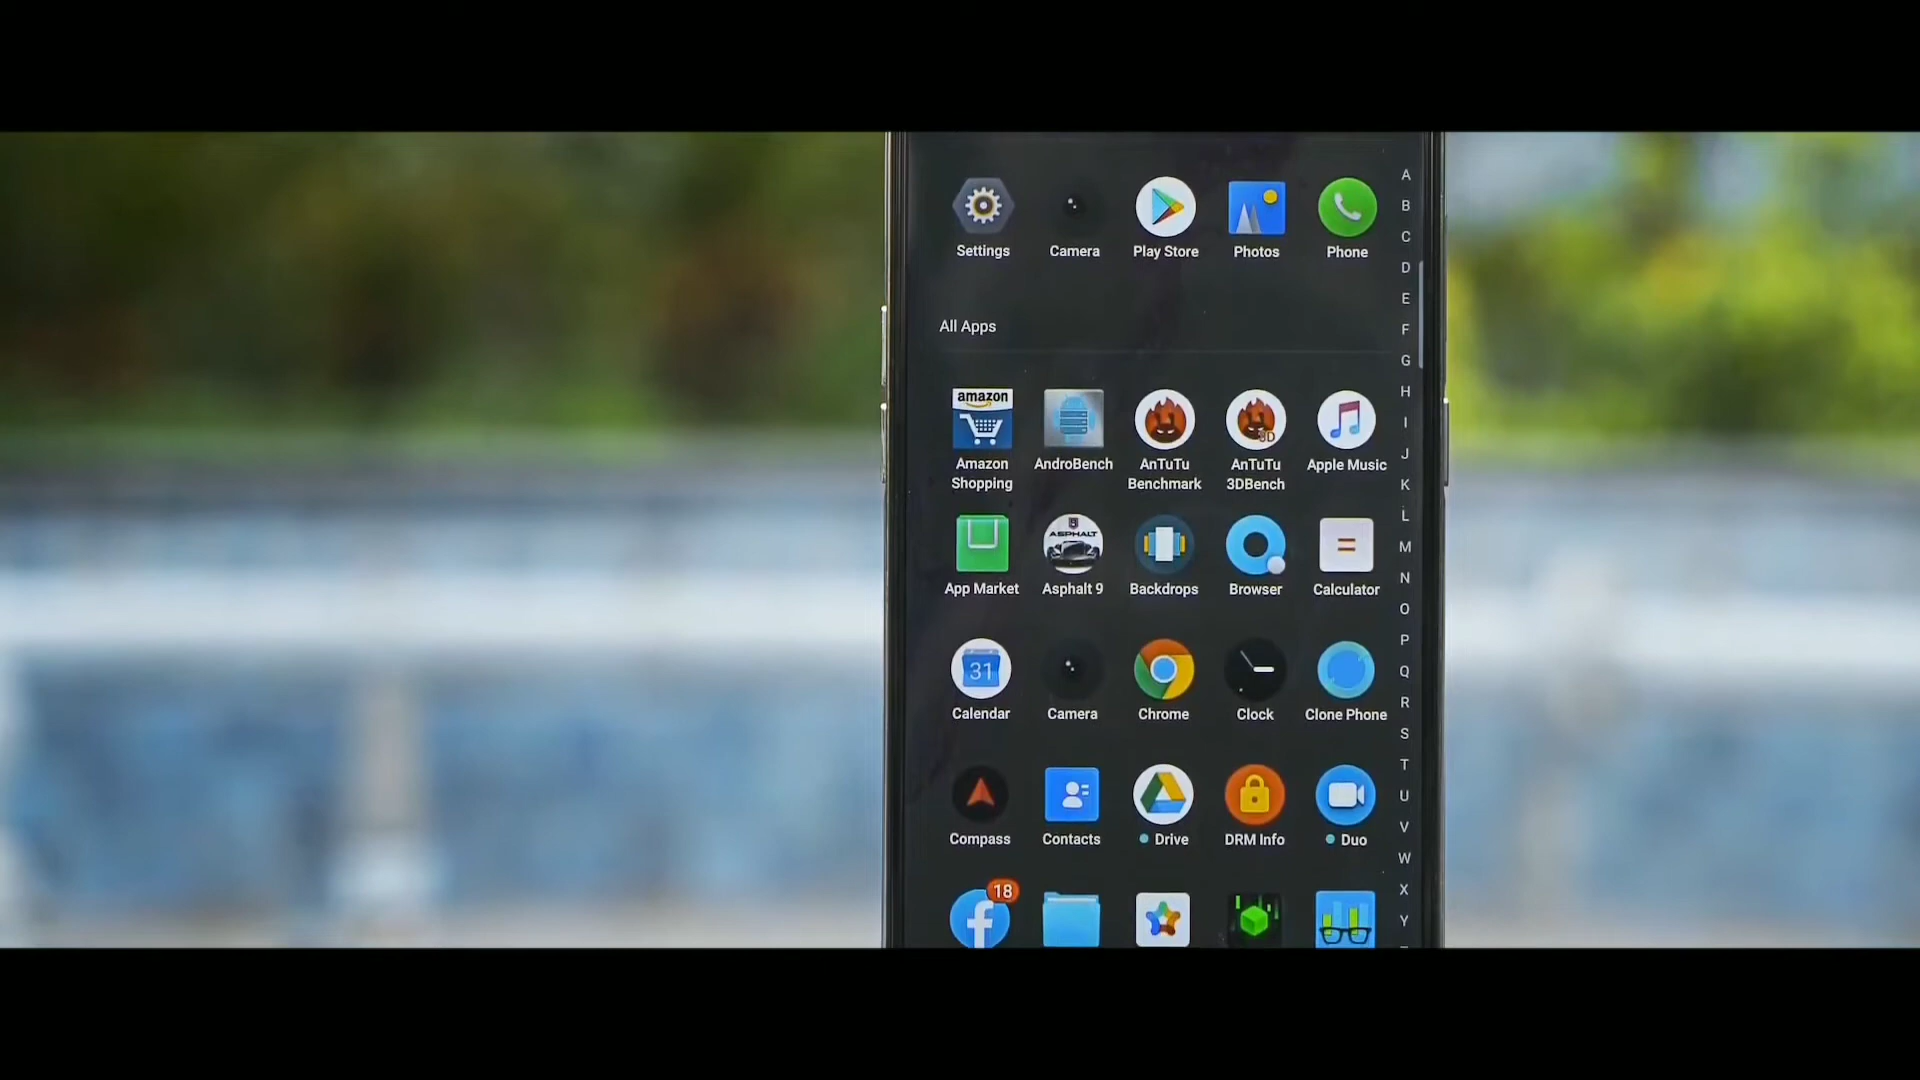 Settings Camera Play Store Photos Phone
All Apps
amazon
Amazon Shopping
AndroBench
AnTuTu Benchmark
3D
AnTuTu 3DBench
Apple Music
App Market
ASPHALT
Asphalt 9
Backdrops
Browser
Calculator
31
Calendar
Camera
Chrome
Clock
Clone Phone
Compass
Contacts
Drive
DRM Info
Duo
18
A
B
C
D
E
F
G
H
I
J
K
L
M
N
O
P
Q
R
S
T
U
V
W
X
Y